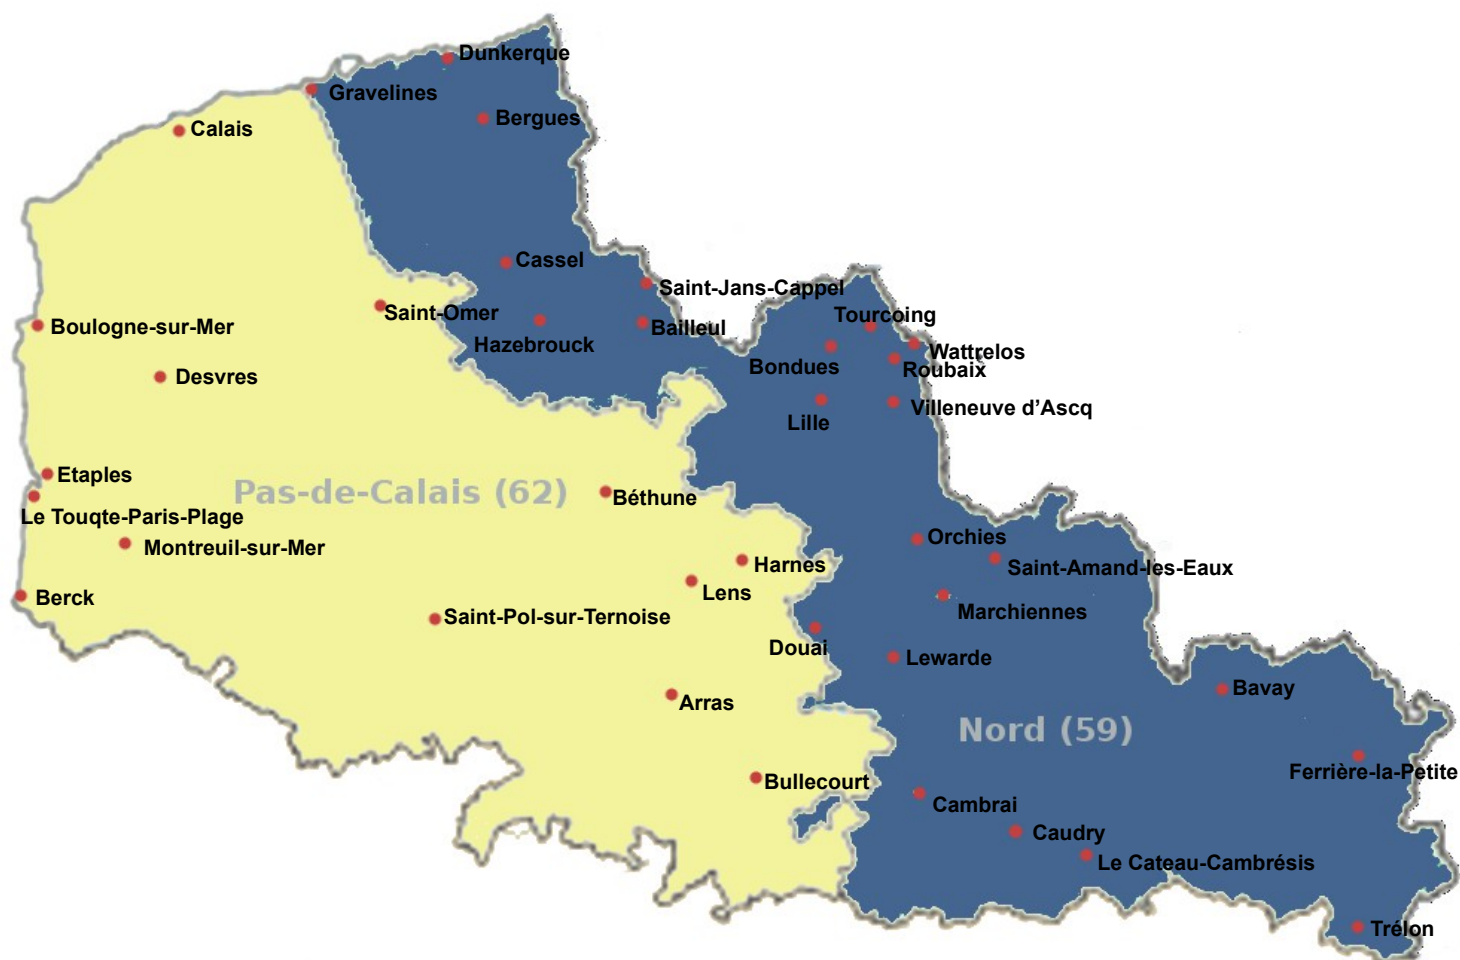 Dunkerque
Gravelines
Bergues
Calais
Cassel
Saint-Jans-Cappel
Saint-Omer
Tourcoing
Boulogne-sur-Mer
Bailleul
Hazebrouck
Wattrelos
Bondues
Roubaix
Desvres
Villeneuve d’Ascq
Lille
Etaples
Pas-de-Calais (62)
Béthune
Le Touqte-Paris-Plage
Orchies
Montreuil-sur-Mer
Harnes
Saint-Amand-les-Eaux
Lens
Berck
Marchiennes
Saint-Pol-sur-Ternoise
Douai
Lewarde
Bavay
Arras
Nord (59)
Ferrière-la-Petite
Bullecourt
Cambrai
Caudry
Le Cateau-Cambrésis
Trélon